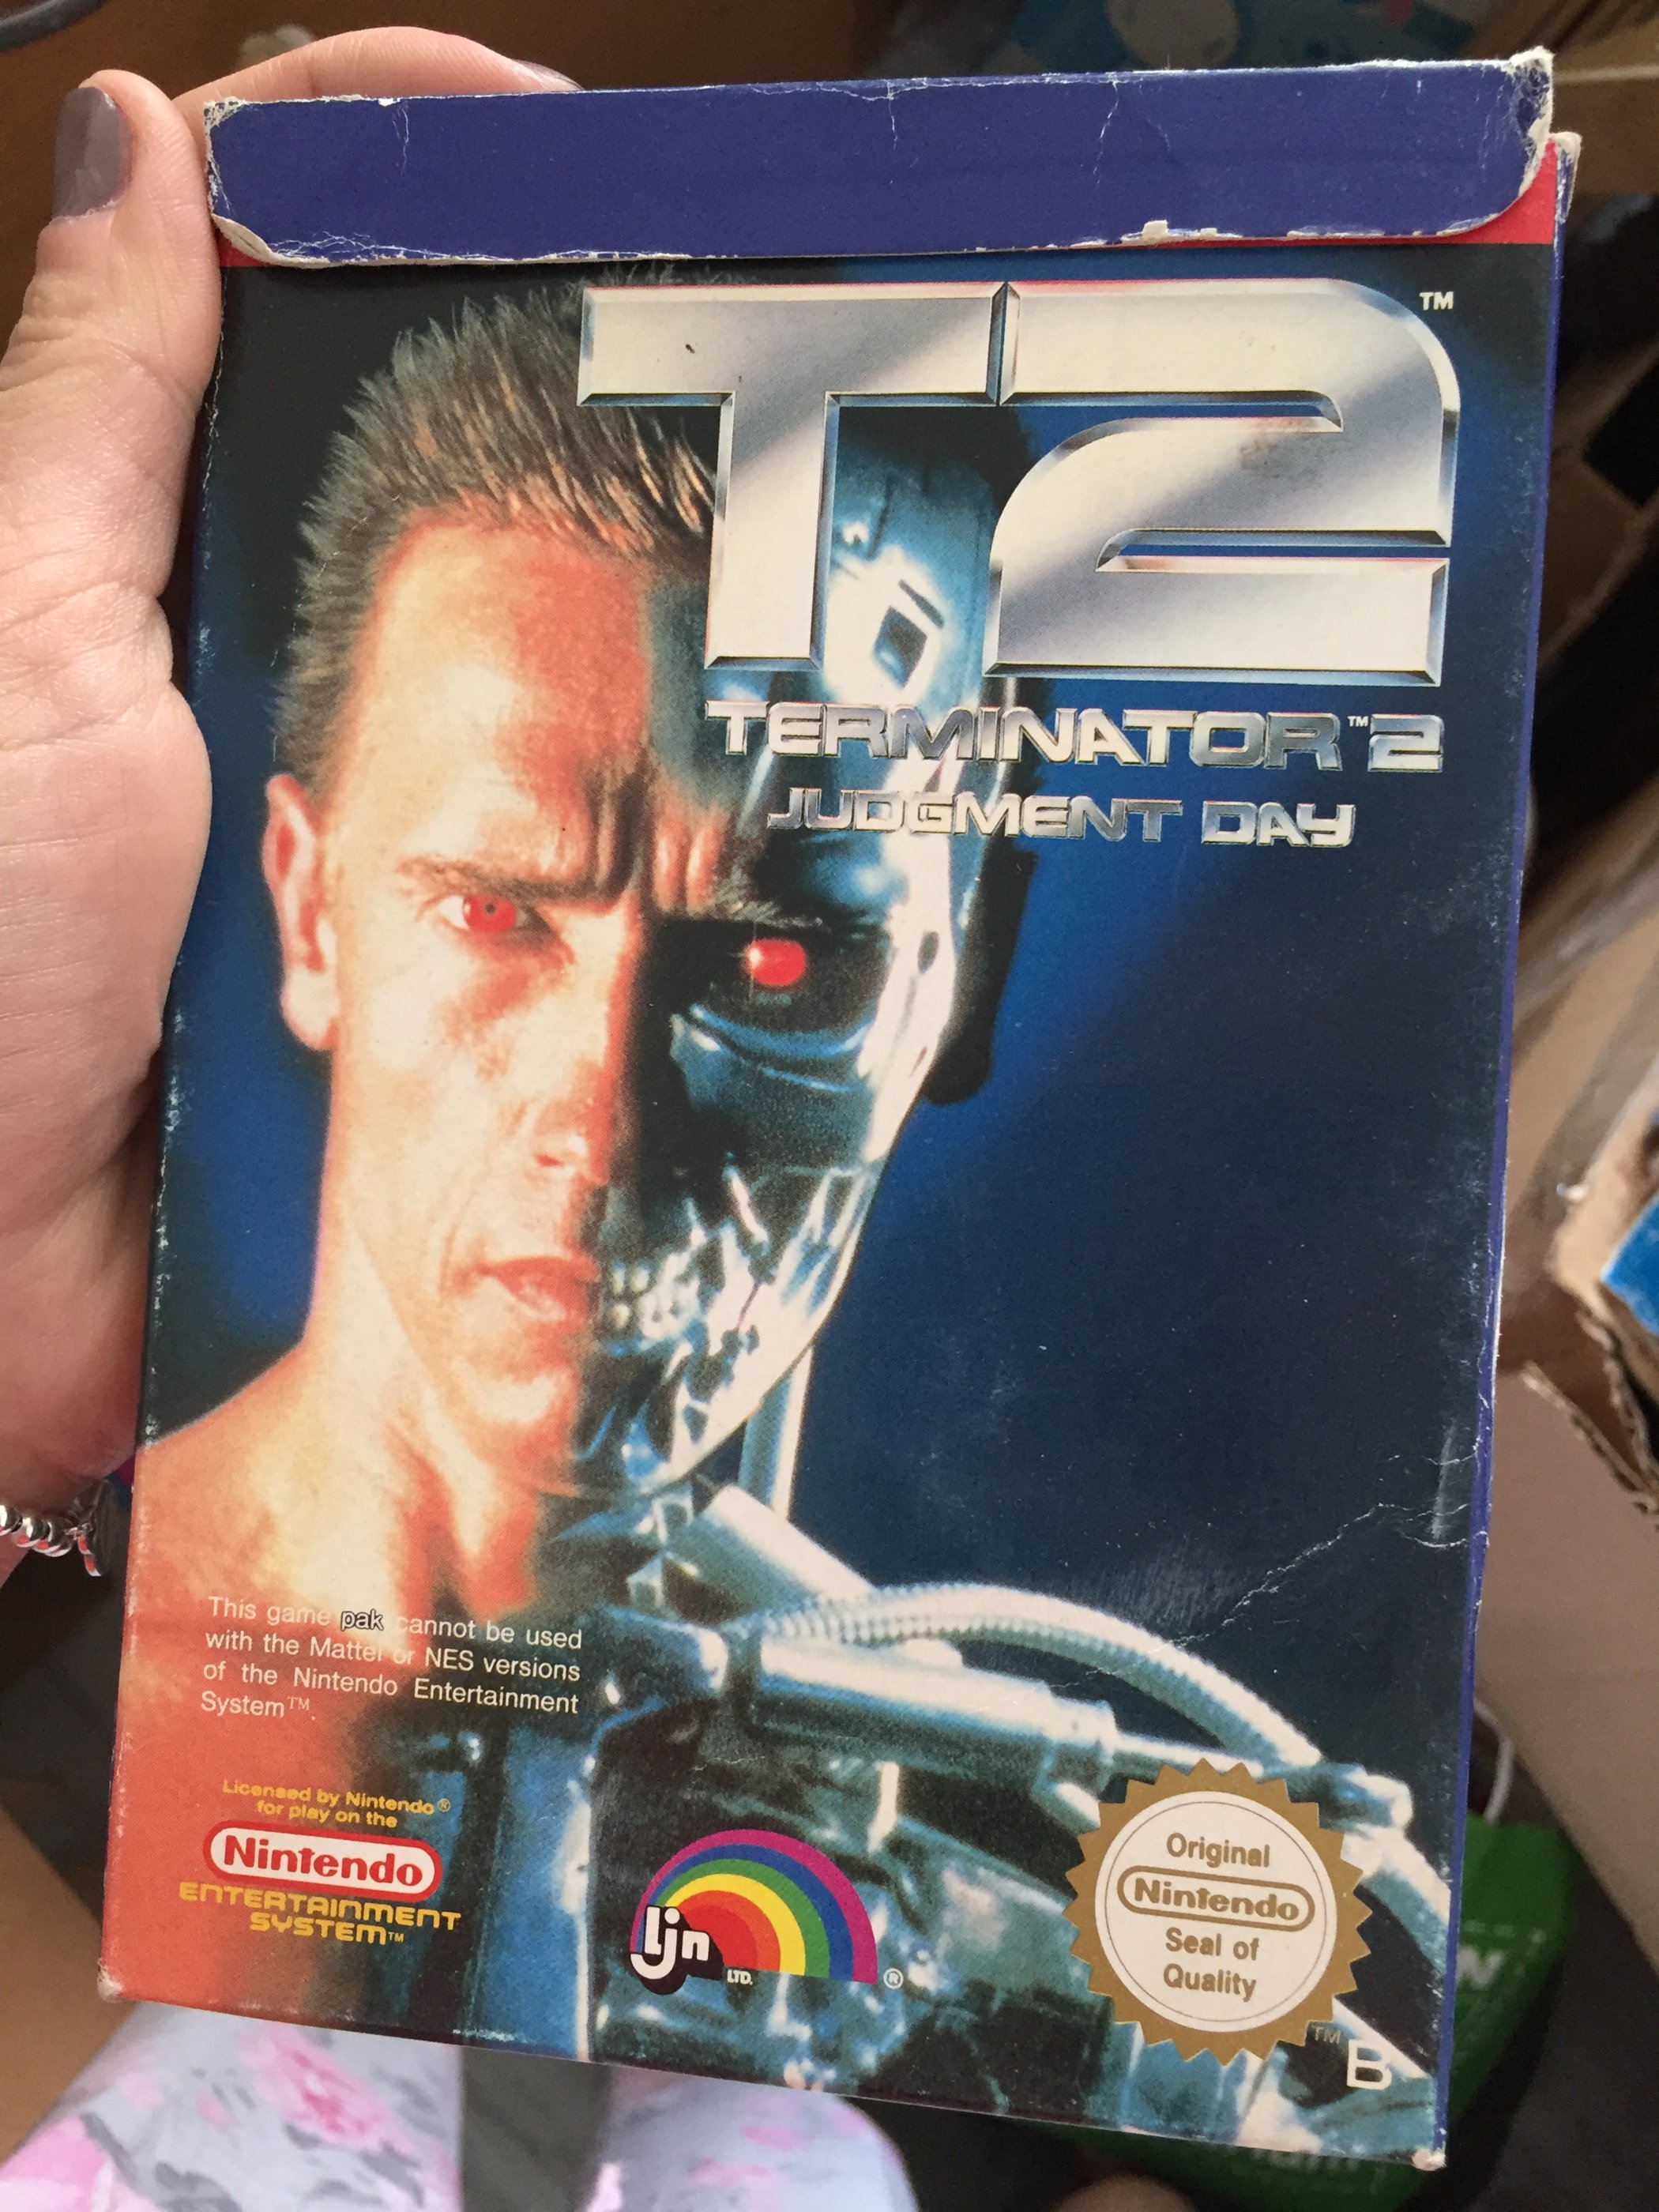 T2™
TERMINATOR™2
JUDGMENT DAY
This game pak cannot be used
with the Mattel or NES versions
of the Nintendo Entertainment
System™.
Licensed by Nintendo®
for play on the
Nintendo
ENTERTAINMENT
SYSTEM™
ljn
LTD.
®
Original
Nintendo
Seal of
Quality
™
B